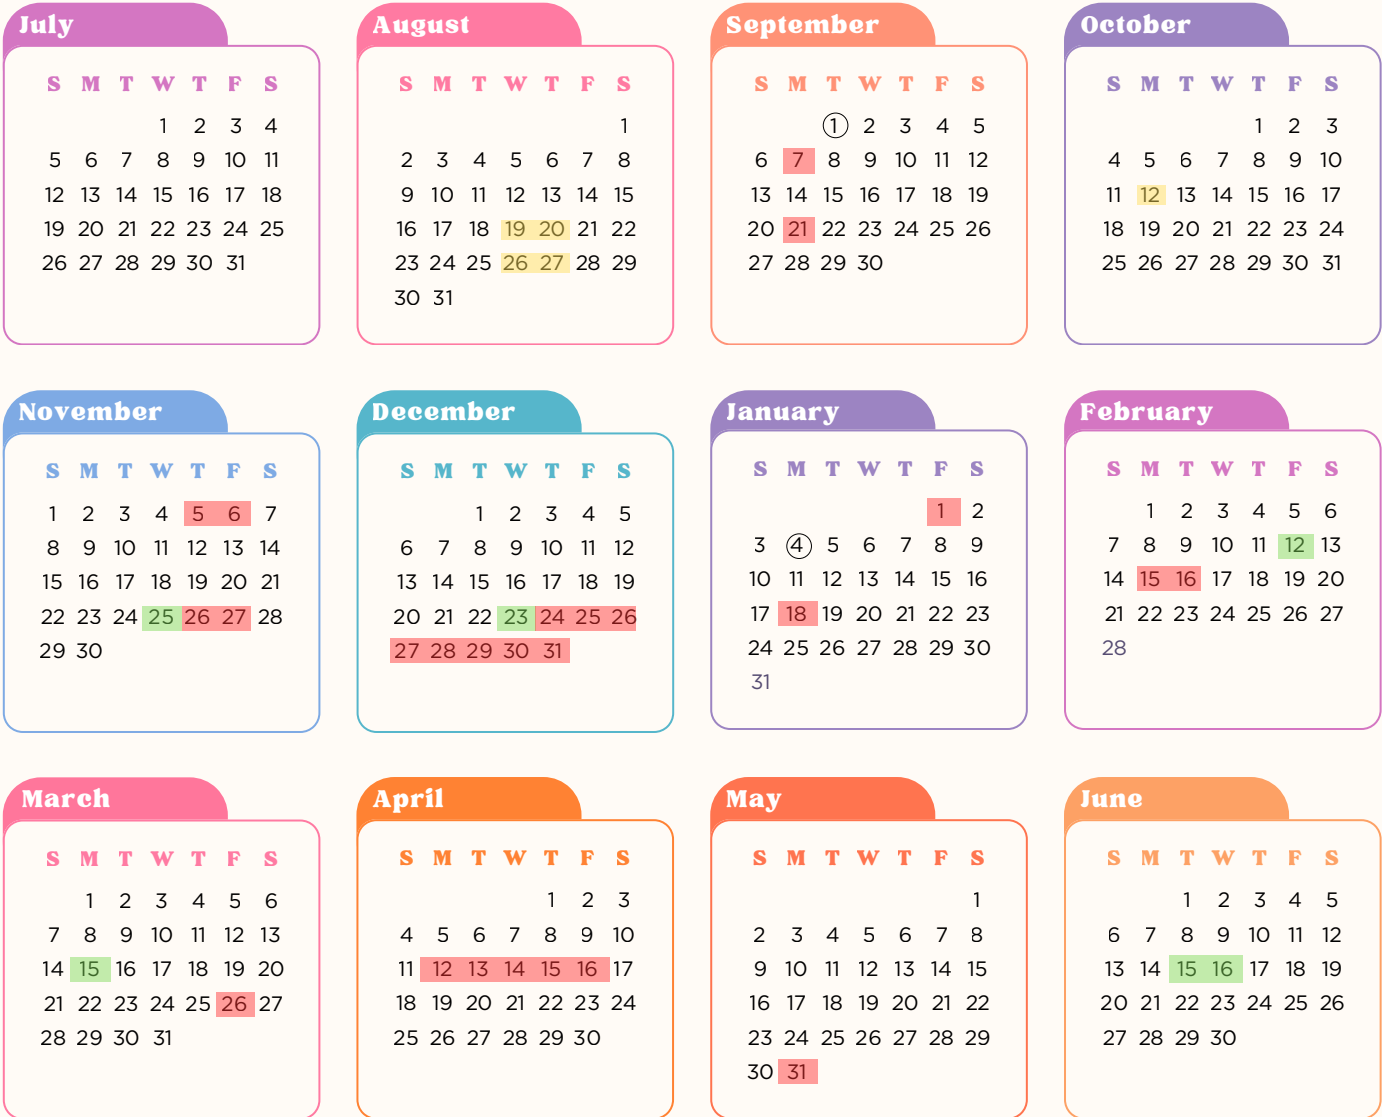 July
S M T W T F S
1 2 3 4
5 6 7 8 9 10 11
12 13 14 15 16 17 18
19 20 21 22 23 24 25
26 27 28 29 30 31
August
S M T W T F S
1
2 3 4 5 6 7 8
9 10 11 12 13 14 15
16 17 18 19 20 21 22
23 24 25 26 27 28 29
30 31
September
S M T W T F S
1 2 3 4 5
6 7 8 9 10 11 12
13 14 15 16 17 18 19
20 21 22 23 24 25 26
27 28 29 30
October
S M T W T F S
1 2 3
4 5 6 7 8 9 10
11 12 13 14 15 16 17
18 19 20 21 22 23 24
25 26 27 28 29 30 31
November
S M T W T F S
1 2 3 4 5 6 7
8 9 10 11 12 13 14
15 16 17 18 19 20 21
22 23 24 25 26 27 28
29 30
December
S M T W T F S
1 2 3 4 5
6 7 8 9 10 11 12
13 14 15 16 17 18 19
20 21 22 23 24 25 26
27 28 29 30 31
January
S M T W T F S
1 2
3 4 5 6 7 8 9
10 11 12 13 14 15 16
17 18 19 20 21 22 23
24 25 26 27 28 29 30
31
February
S M T W T F S
1 2 3 4 5 6
7 8 9 10 11 12 13
14 15 16 17 18 19 20
21 22 23 24 25 26 27
28
March
S M T W T F S
1 2 3 4 5 6
7 8 9 10 11 12 13
14 15 16 17 18 19 20
21 22 23 24 25 26 27
28 29 30 31
April
S M T W T F S
1 2 3
4 5 6 7 8 9 10
11 12 13 14 15 16 17
18 19 20 21 22 23 24
25 26 27 28 29 30
May
S M T W T F S
1
2 3 4 5 6 7 8
9 10 11 12 13 14 15
16 17 18 19 20 21 22
23 24 25 26 27 28 29
30 31
June
S M T W T F S
1 2 3 4 5
6 7 8 9 10 11 12
13 14 15 16 17 18 19
20 21 22 23 24 25 26
27 28 29 30